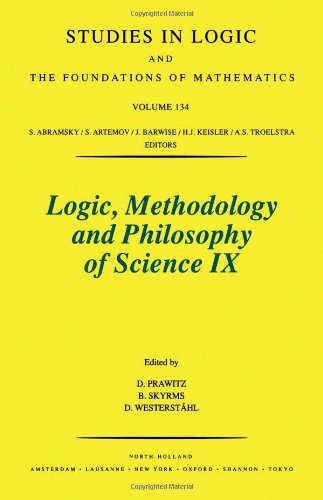 STUDIES IN LOGIC
AND
THE FOUNDATIONS OF MATHEMATICS
VOLUME 134
S. ABRAMSKY / S. ARTEMOV / J. BARWISE / H.J. KEISLER / A.S. TROELSTRA
EDITORS
Logic, Methodology
and Philosophy
of Science IX
Edited by
D. PRAWITZ
B. SKYRMS
D. WESTERSTÅHL
NORTH-HOLLAND
AMSTERDAM • LAUSANNE • NEW YORK • OXFORD • SHANNON • TOKYO